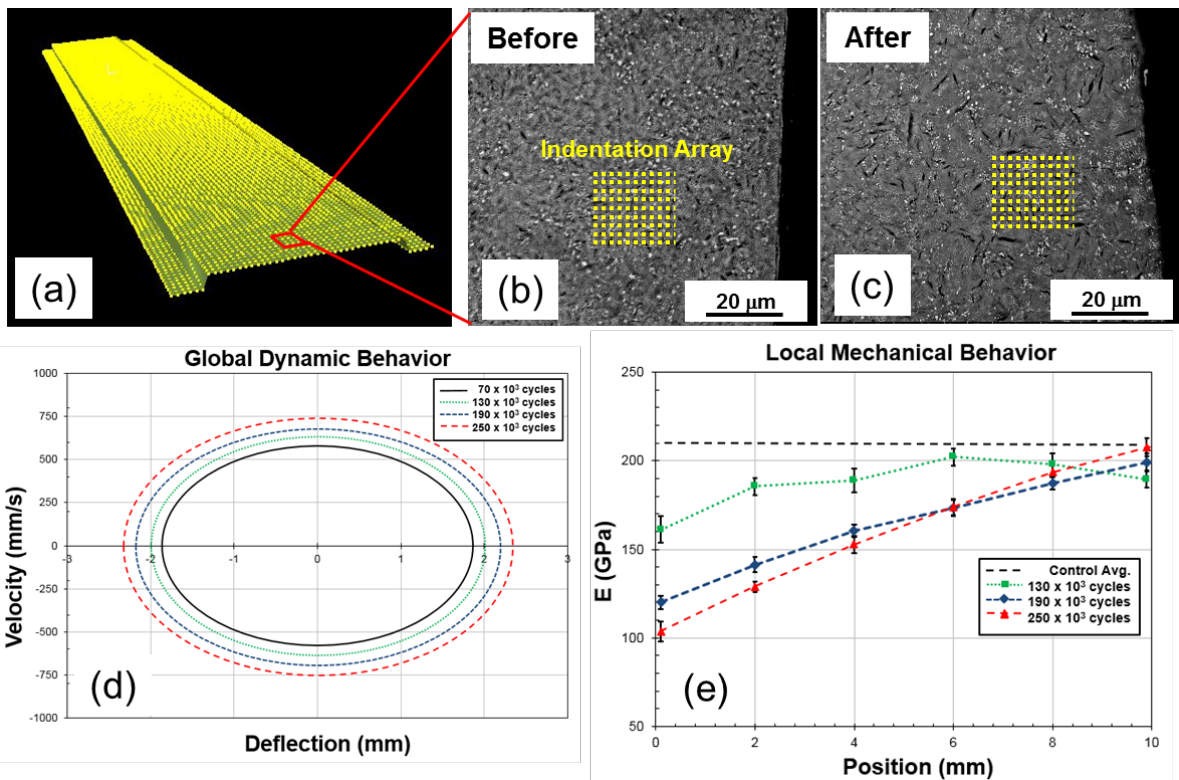 (a)
Before
Indentation Array
(b)
20 μm
After
(c)
20 μm
Global Dynamic Behavior
1000
750
500
250
0
-250
-500
-750
-1000
-3
-2
-1
0
1
2
3
70 x 10³ cycles
130 x 10³ cycles
190 x 10³ cycles
250 x 10³ cycles
Velocity (mm/s)
(d)
Deflection (mm)
Local Mechanical Behavior
250
200
150
100
50
0
2
4
6
8
10
Control Avg.
130 x 10³ cycles
190 x 10³ cycles
250 x 10³ cycles
E (GPa)
(e)
Position (mm)